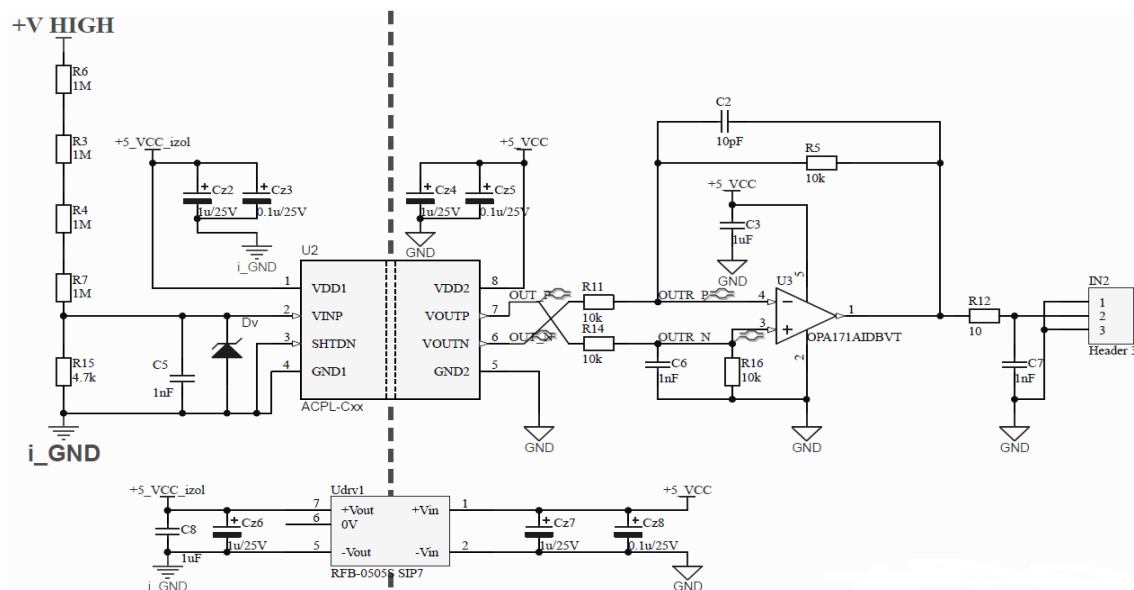 +V HIGH
R6
1M
R3
1M
R4
1M
R7
1M
R15
4.7k
i_GND
+5_VCC_izol
Cz2
1u/25V
Cz3
0.1u/25V
i_GND
C5
1nF
Dv
U2
1
VDD1
2
VINP
3
SHTDN
4
GND1
VDD2
8
VOUTP
7
VOUTN
6
GND2
5
ACPL-Cxx
+5_VCC
Cz4
1u/25V
Cz5
0.1u/25V
GND
GND
OUT_P
OUT_N
R11
10k
R14
10k
OUTR_P
OUTR_N
C6
1nF
R16
10k
C2
10pF
R5
10k
+5_VCC
C3
1uF
GND
U3
4
3
5
2
1
OPA171AIDBVT
GND
R12
10
C7
1nF
GND
IN2
1
2
3
Header 3
+5_VCC_izol
C8
1uF
Cz6
1u/25V
i_GND
Udrv1
7
+Vout
6
0V
5
-Vout
+Vin
1
-Vin
2
RFB-0505S SIP7
Cz7
1u/25V
Cz8
0.1u/25V
+5_VCC
GND